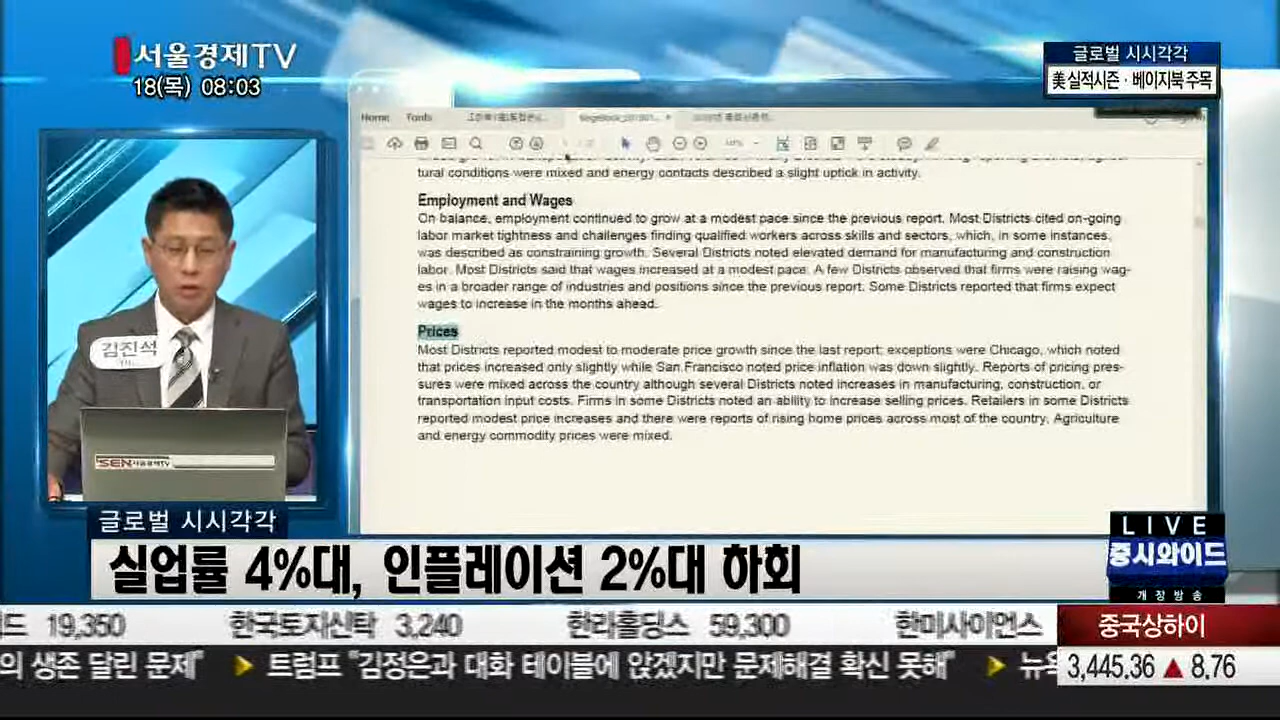 서울경제TV
18(목) 08:03
글로벌 시시각각
美 실적시즌 · 베이지북 주목
Home Tools
tural conditions were mixed and energy contacts described a slight uptick in activity.
Employment and Wages
On balance, employment continued to grow at a modest pace since the previous report. Most Districts cited on-going
labor market tightness and challenges finding qualified workers across skills and sectors, which, in some instances,
was described as constraining growth. Several Districts noted elevated demand for manufacturing and construction
labor. Most Districts said that wages increased at a modest pace. A few Districts observed that firms were raising wag-
es in a broader range of industries and positions since the previous report. Some Districts reported that firms expect
wages to increase in the months ahead.
Prices
Most Districts reported modest to moderate price growth since the last report; exceptions were Chicago, which noted
that prices increased only slightly while San Francisco noted price inflation was down slightly. Reports of pricing pres-
sures were mixed across the country although several Districts noted increases in manufacturing, construction, or
transportation input costs. Firms in some Districts noted an ability to increase selling prices. Retailers in some Districts
reported modest price increases and there were reports of rising home prices across most of the country. Agriculture
and energy commodity prices were mixed.
김진석
SEN 서울경제TV
글로벌 시시각각
실업률 4%대, 인플레이션 2%대 하회
LIVE
증시와이드
개장방송
드 19,350 한국토지신탁 3,240 한라홀딩스 59,300 한미사이언스
중국상하이
의 생존 달린 문제" ▶ 트럼프 "김정은과 대화 테이블에 앉겠지만 문제해결 확신 못해" ▶ 뉴욕
3,445.36 ▲ 8.76